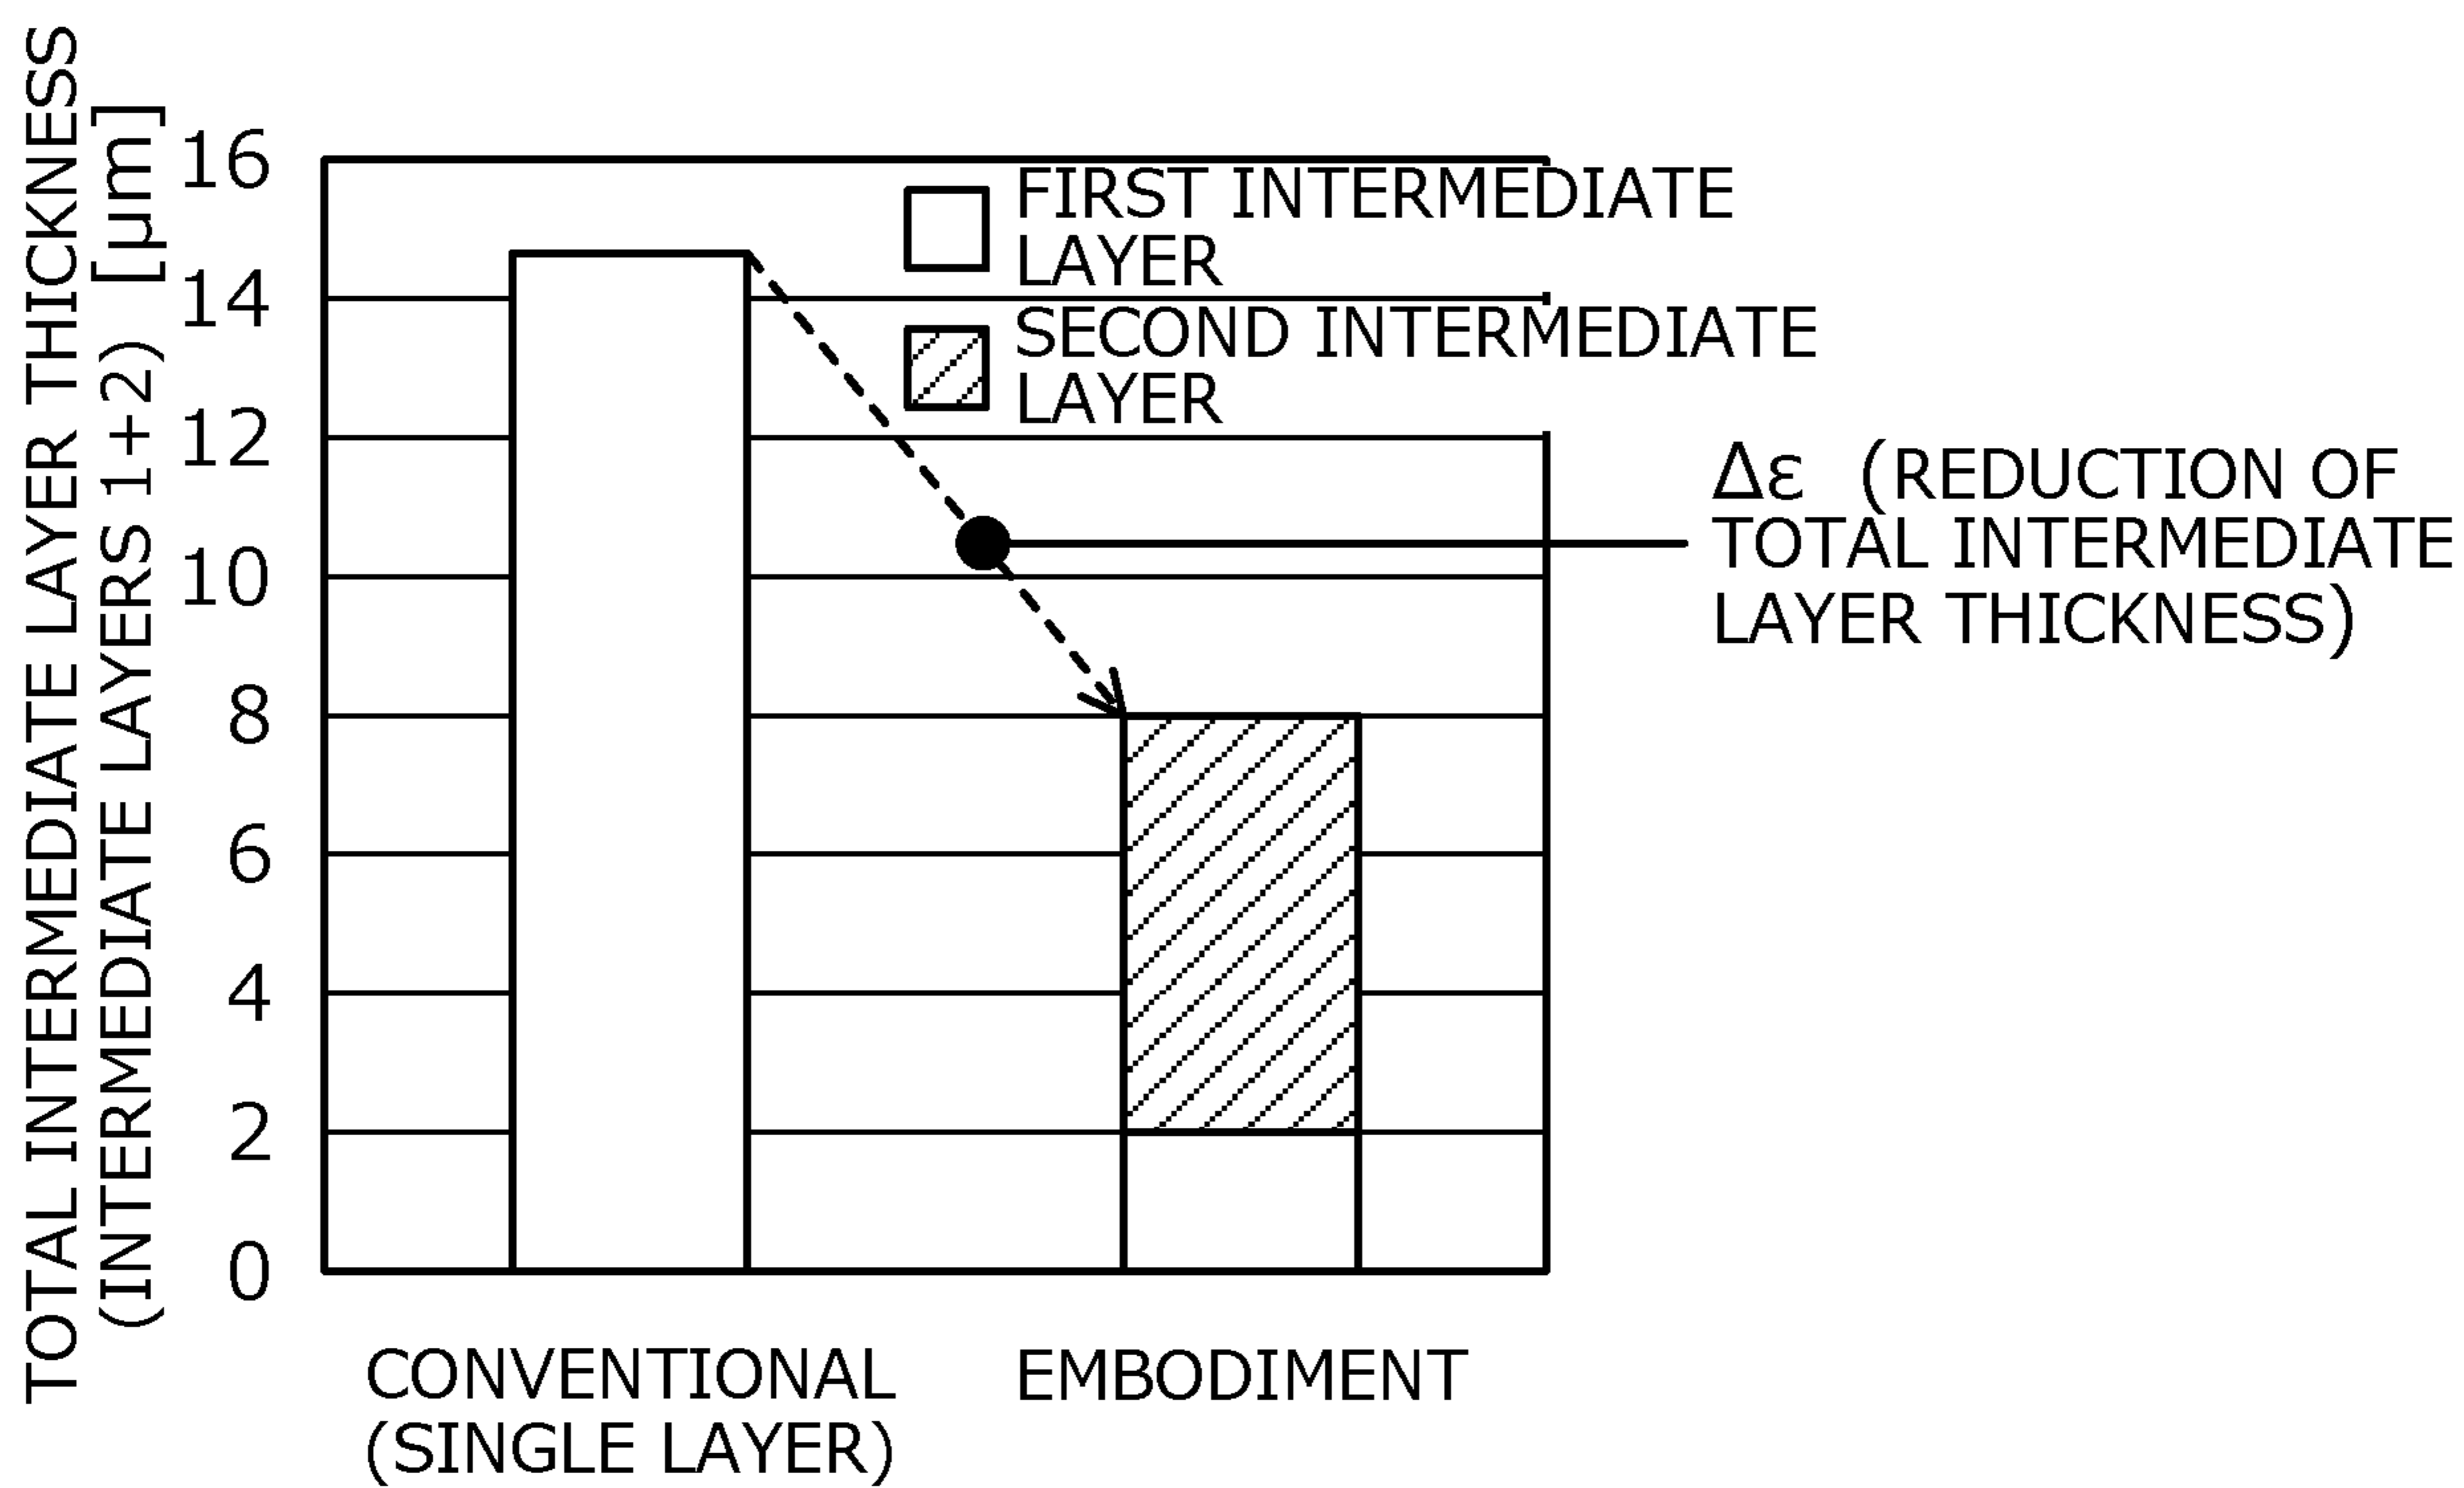 TOTAL INTERMEDIATE LAYER THICKNESS
(INTERMEDIATE LAYERS 1+2) [μm]
16
14
12
10
8
6
4
2
0
FIRST INTERMEDIATE
LAYER
SECOND INTERMEDIATE
LAYER
Δε (REDUCTION OF
TOTAL INTERMEDIATE
LAYER THICKNESS)
CONVENTIONAL
(SINGLE LAYER)
EMBODIMENT